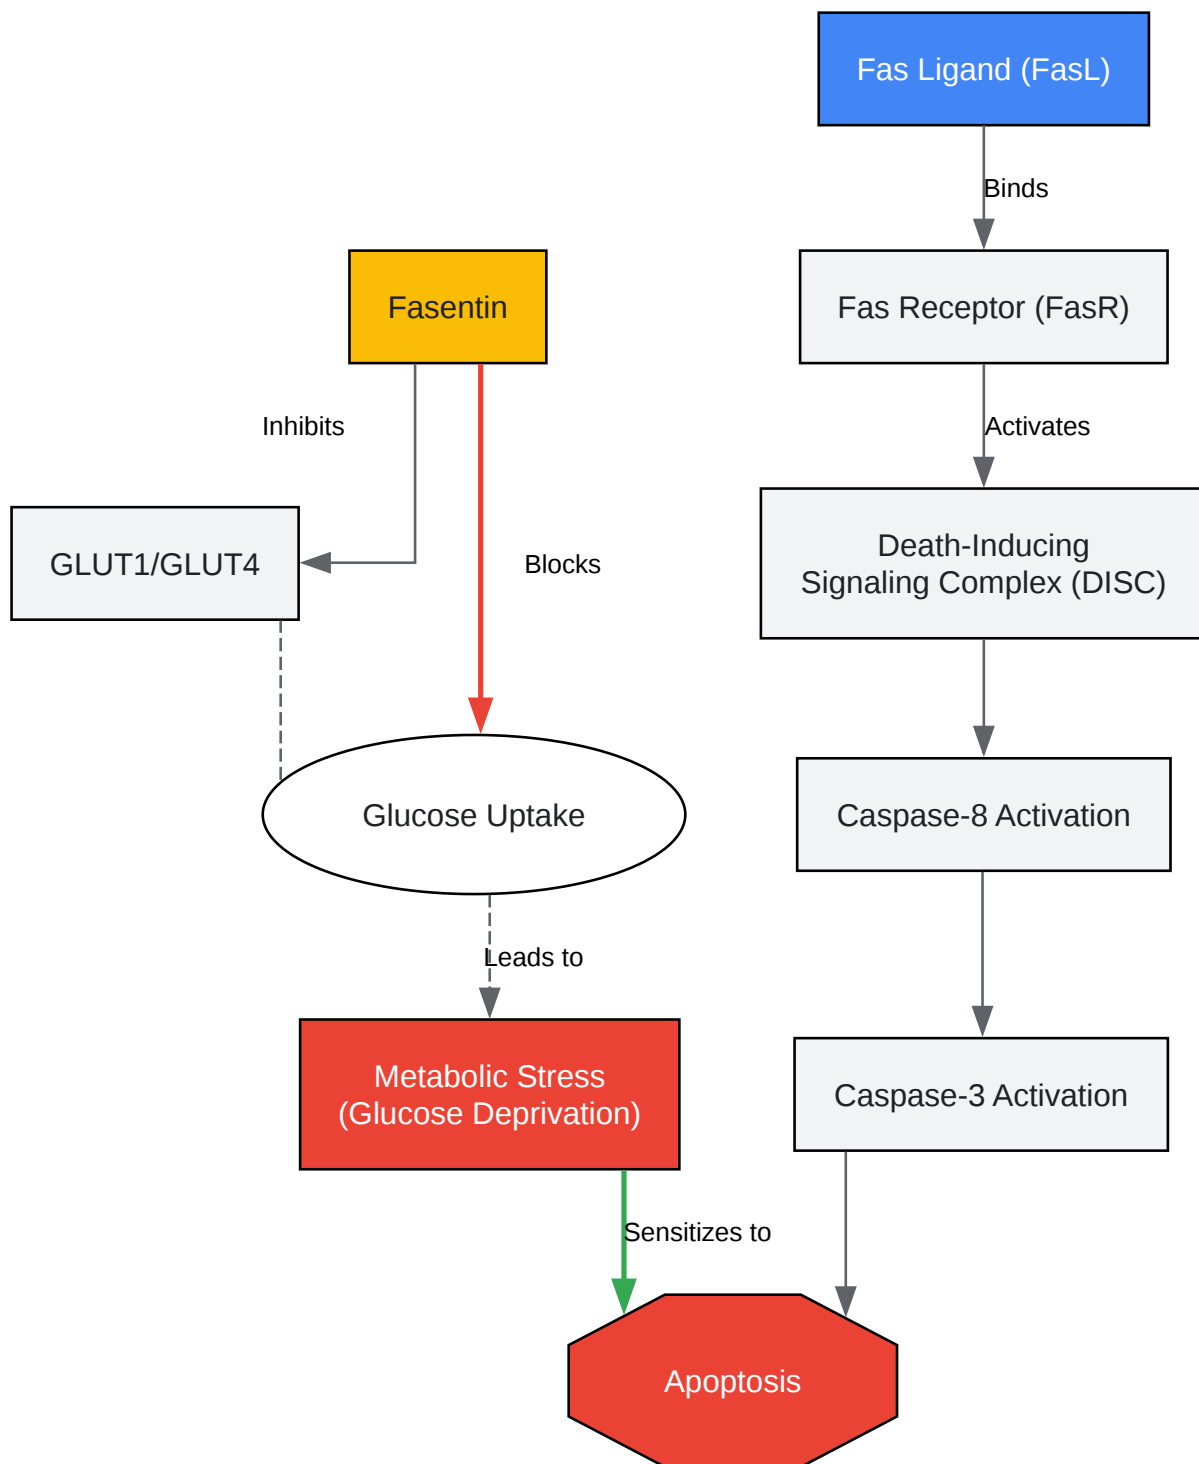 Fas Ligand (FasL)
Binds
Fasentin
Fas Receptor (FasR)
Inhibits
Activates
GLUT1/GLUT4
Blocks
Death-Inducing
Signaling Complex (DISC)
Glucose Uptake
Caspase-8 Activation
Leads to
Metabolic Stress
(Glucose Deprivation)
Caspase-3 Activation
Sensitizes to
Apoptosis